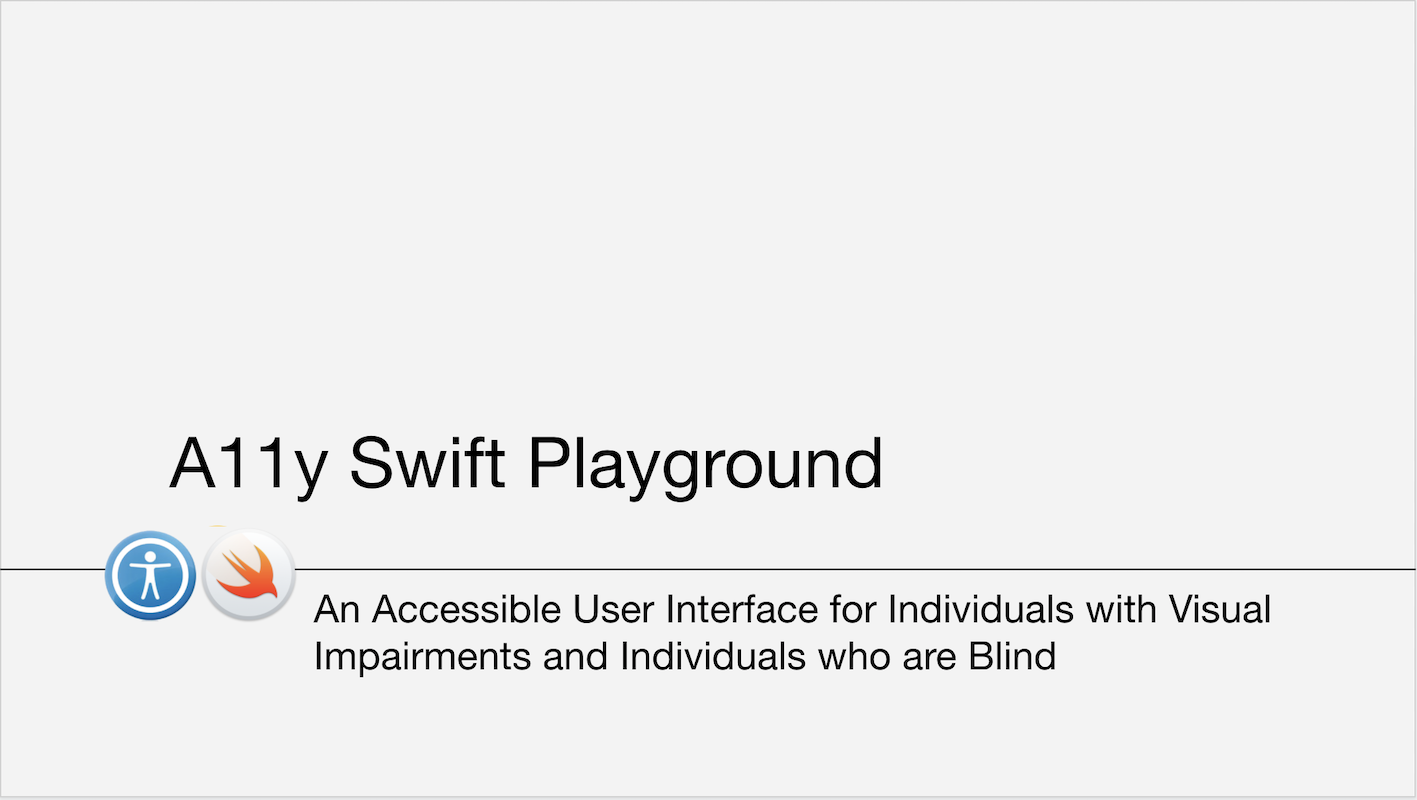 A11y Swift Playground
An Accessible User Interface for Individuals with Visual
Impairments and Individuals who are Blind